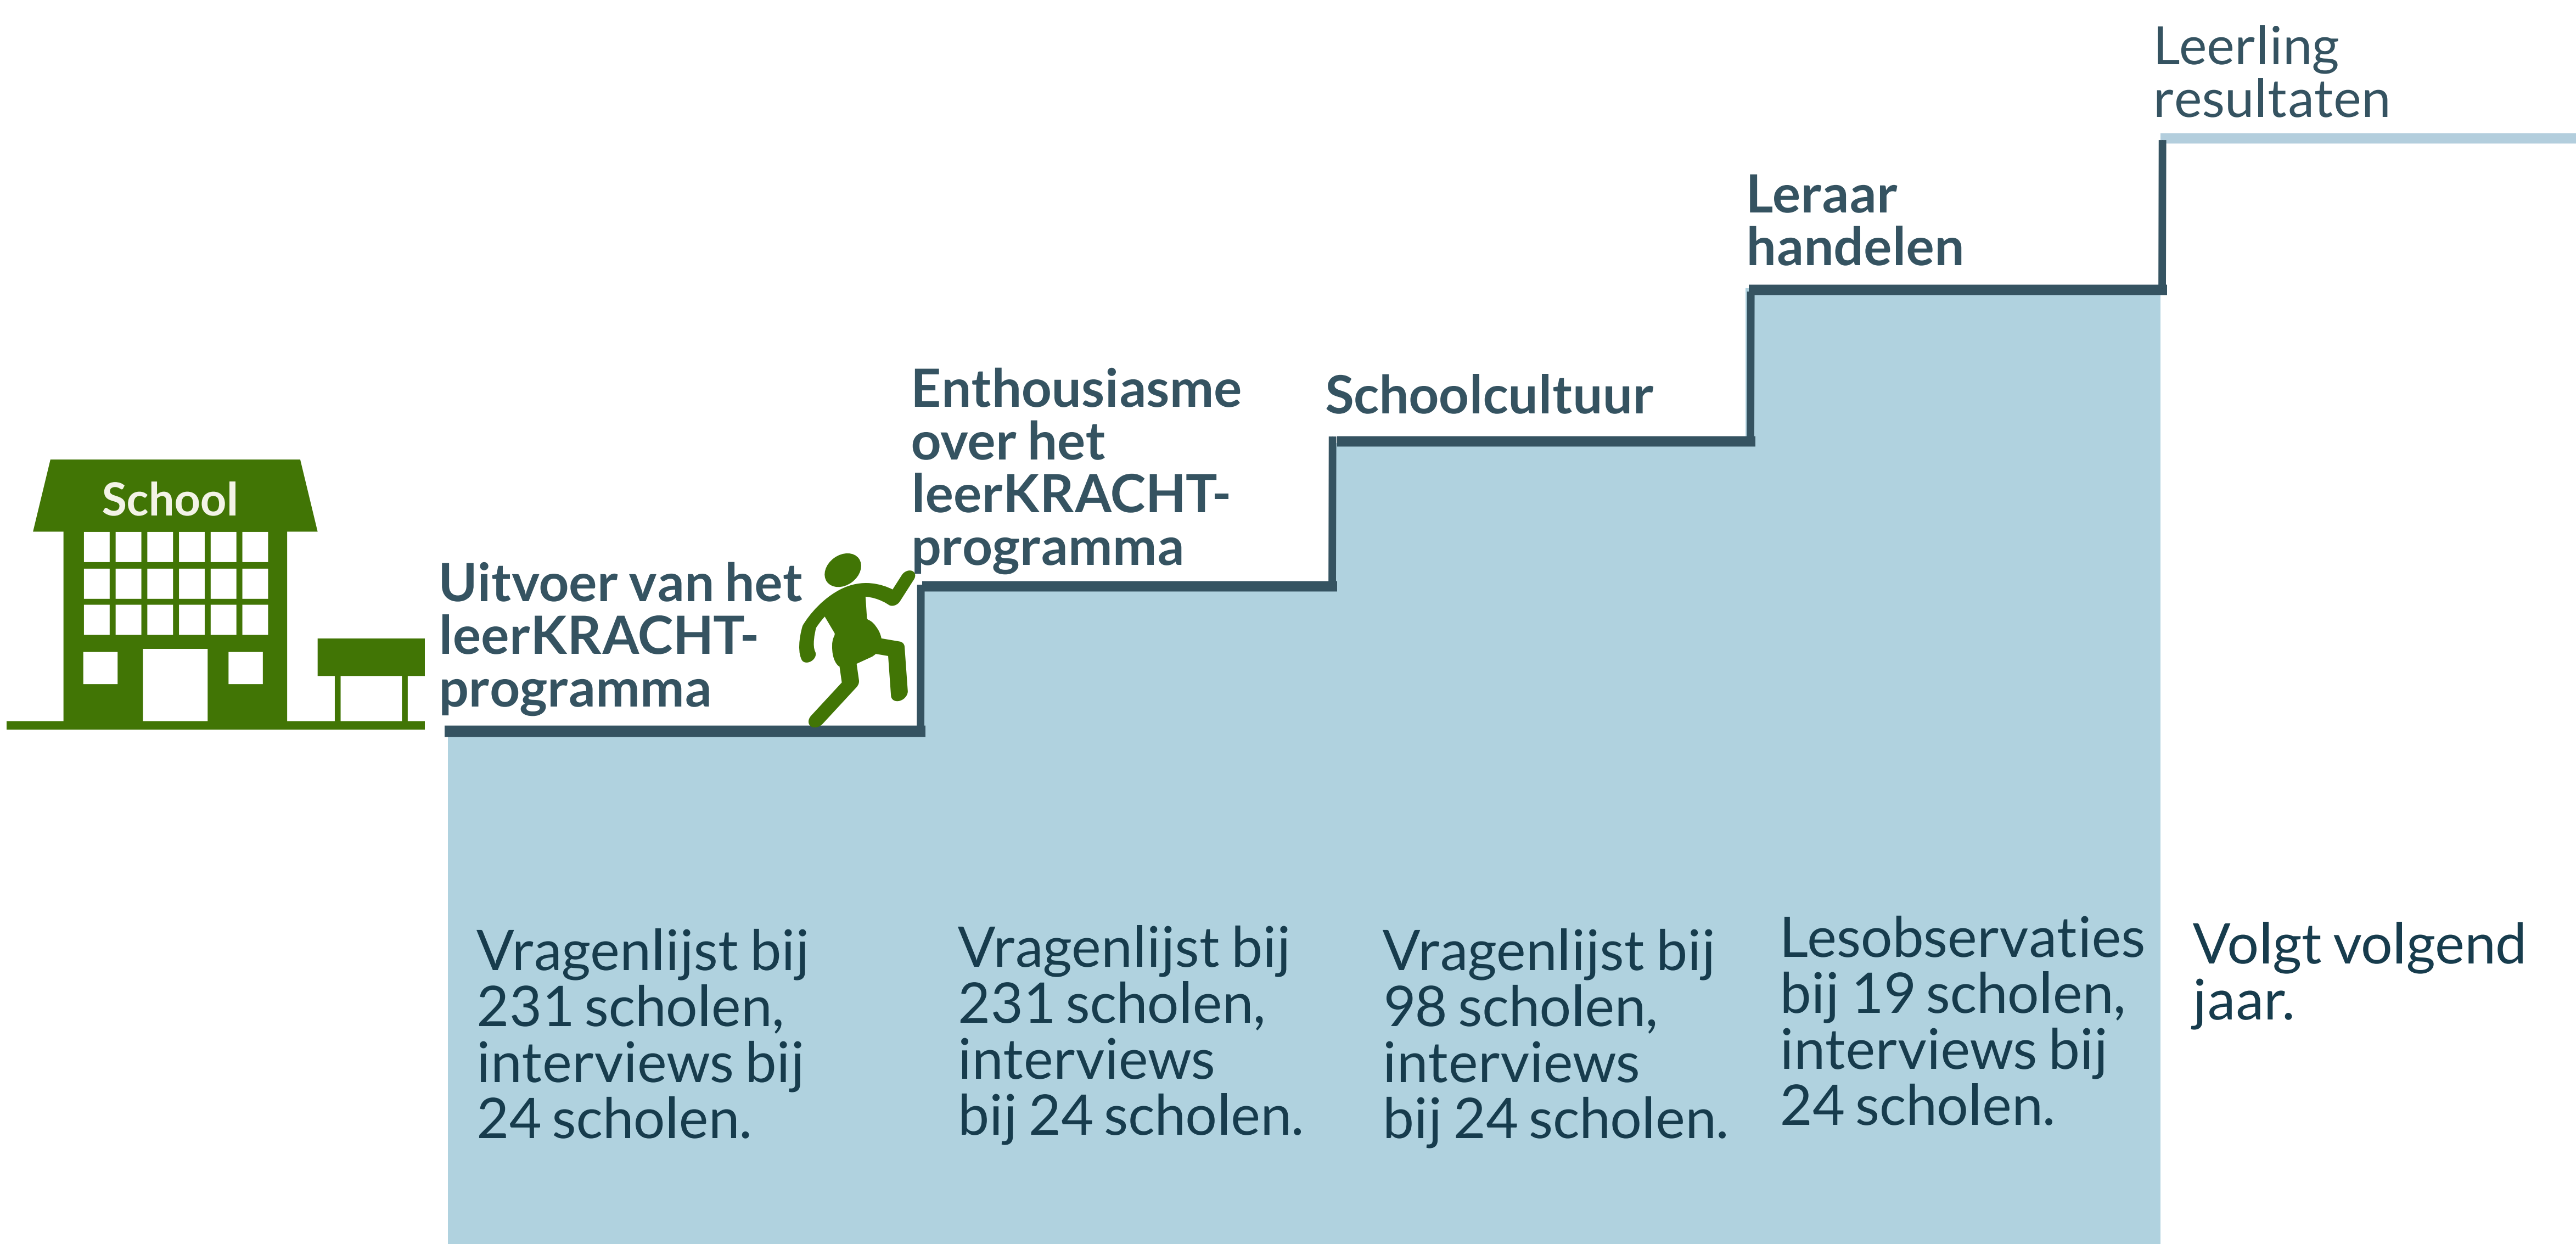 School
Uitvoer van het
leerKRACHT-
programma
Enthousiasme
over het
leerKRACHT-
programma
Schoolcultuur
Leraar
handelen
Leerling
resultaten
Vragenlijst bij
231 scholen,
interviews bij
24 scholen.
Vragenlijst bij
231 scholen,
interviews
bij 24 scholen.
Vragenlijst bij
98 scholen,
interviews
bij 24 scholen.
Lesobservaties
bij 19 scholen,
interviews bij
24 scholen.
Volgt volgend
jaar.